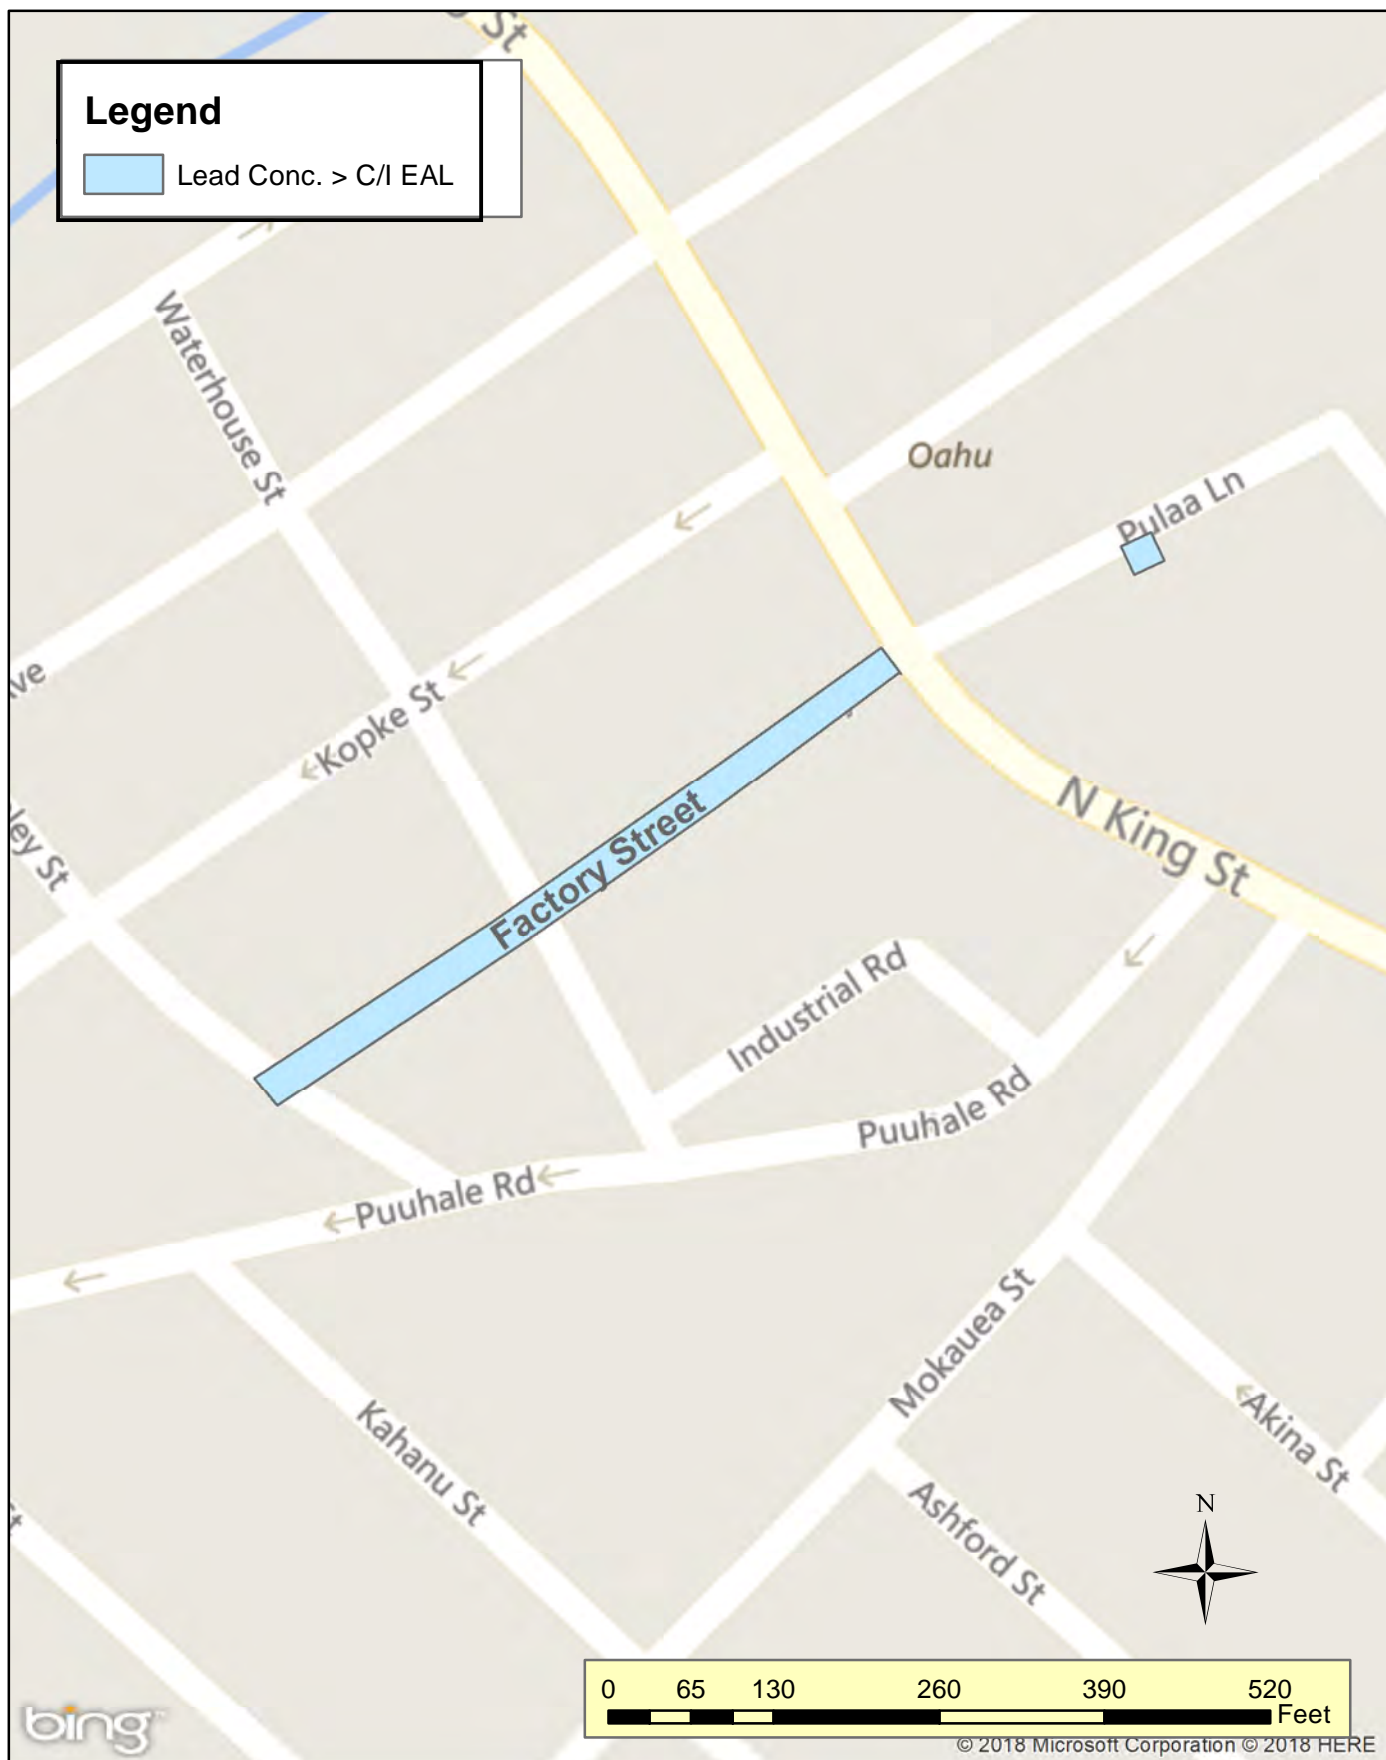 St
Legend
Lead Conc. > C/I EAL
Waterhouse St
Oahu
Pulaa Ln
Kopke St
Factory Street
N King St
St
Industrial Rd
Puuhale Rd
Puuhale Rd
Mokauea St
Kahanu St
Akina St
Ashford St
N
0 65 130 260 390 520
Feet
bing
© 2018 Microsoft Corporation © 2018 HERE